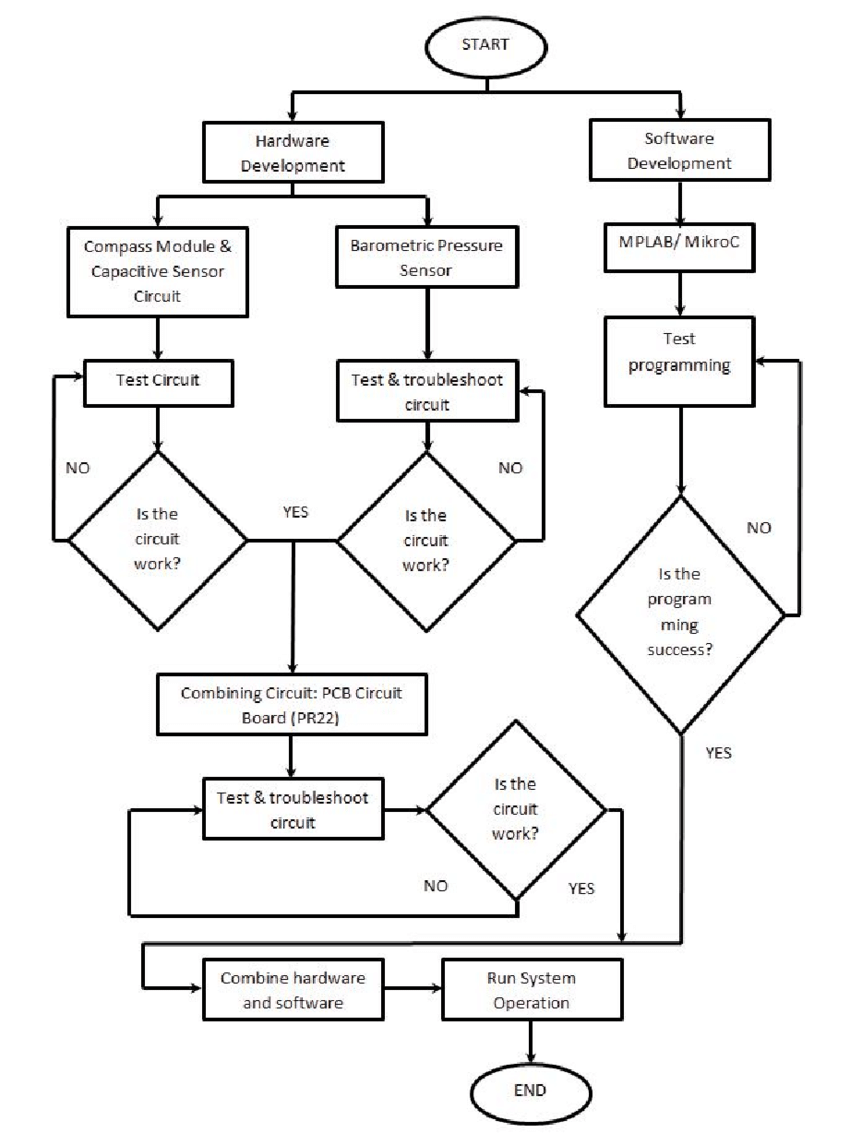 START
Hardware
Development
Software
Development
Compass Module &
Capacitive Sensor
Circuit
Barometric Pressure
Sensor
MPLAB/ MikroC
Test Circuit
Test & troubleshoot
circuit
Test
programming
NO
NO
NO
Is the
circuit
work?
YES
Is the
circuit
work?
Is the
program
ming
success?
Combining Circuit: PCB Circuit
Board (PR22)
YES
Test & troubleshoot
circuit
Is the
circuit
work?
NO
YES
Combine hardware
and software
Run System
Operation
END